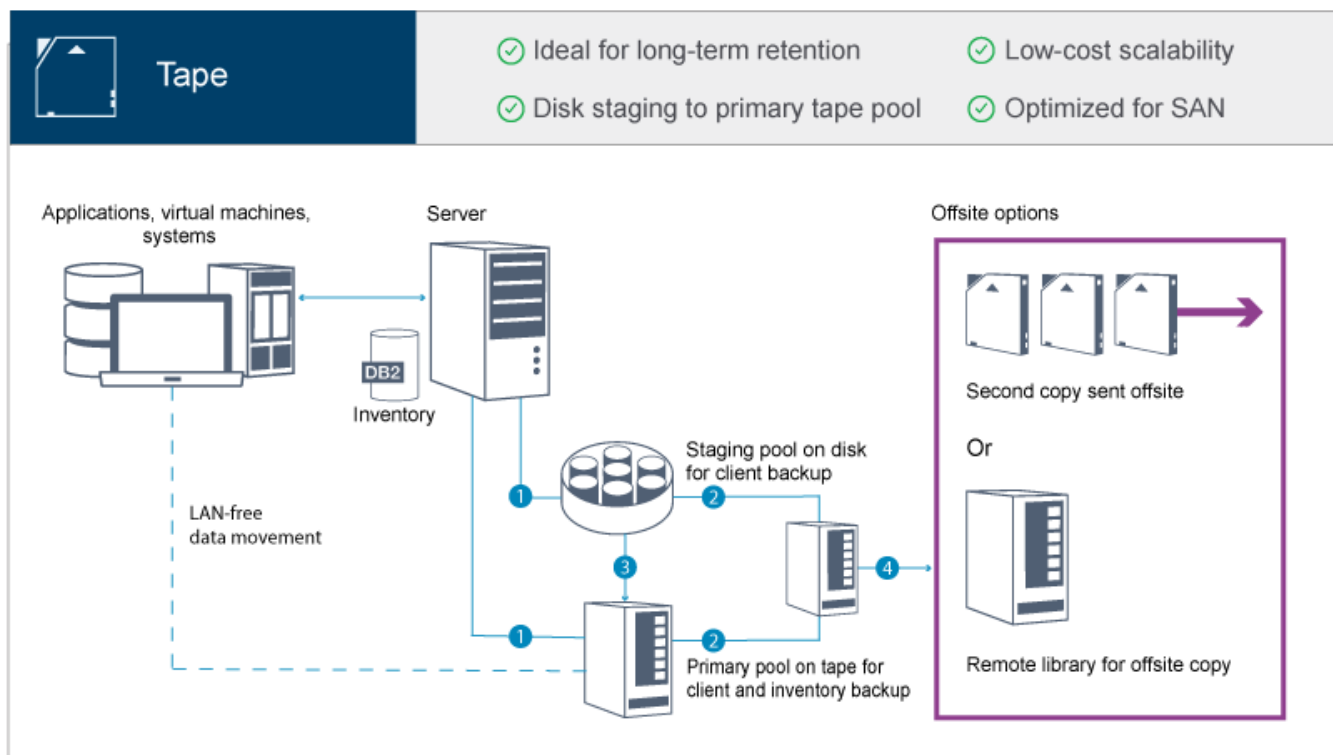 Tape
Ideal for long-term retention
Low-cost scalability
Disk staging to primary tape pool
Optimized for SAN
Applications, virtual machines,
systems
Server
Offsite options
DB2
Inventory
Second copy sent offsite
Staging pool on disk
for client backup
Or
1
2
LAN-free
data movement
3
4
1
2
Primary pool on tape for
client and inventory backup
Remote library for offsite copy